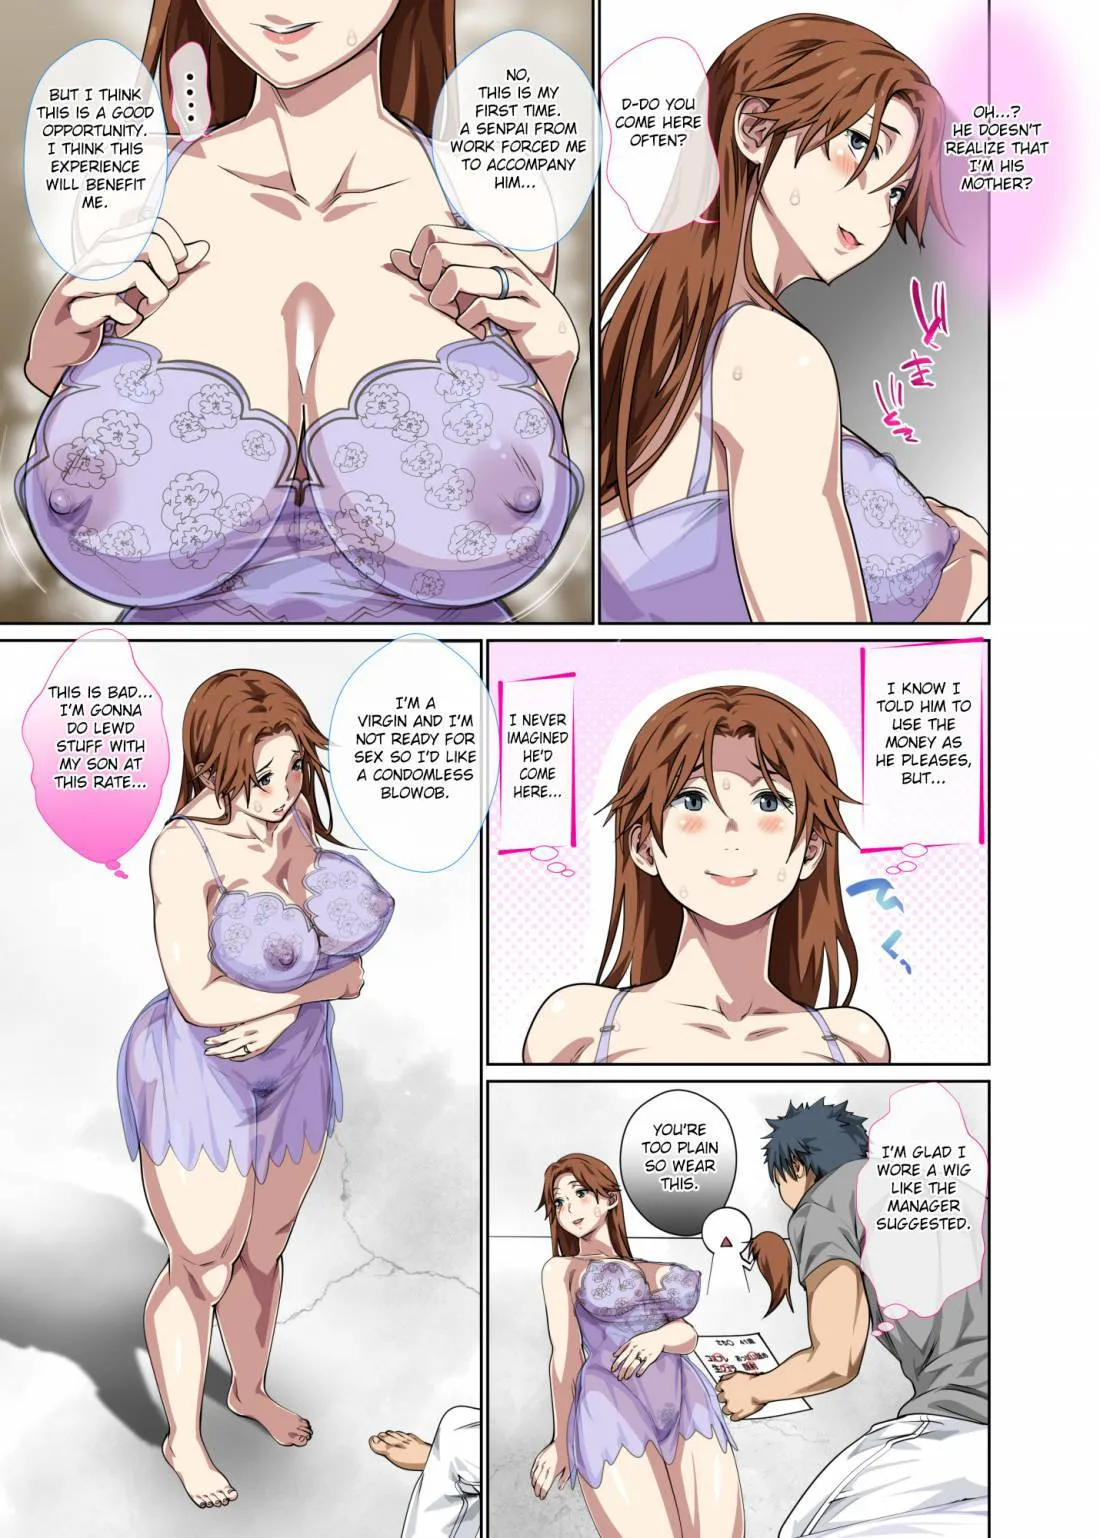 OH...?
HE DOESN'T
REALIZE THAT
I'M HIS
MOTHER?
D-DO YOU
COME HERE
OFTEN?
NO,
THIS IS MY
FIRST TIME.
A SENPAI FROM
WORK FORCED ME
TO ACCOMPANY
HIM...
....
BUT I THINK
THIS IS A GOOD
OPPORTUNITY.
I THINK THIS
EXPERIENCE
WILL BENEFIT
ME.
I KNOW I
TOLD HIM TO
USE THE
MONEY AS
HE PLEASES,
BUT...
I NEVER
IMAGINED
HE'D
COME
HERE...
I'M GLAD I
WORE A WIG
LIKE THE
MANAGER
SUGGESTED.
YOU'RE
TOO PLAIN
SO WEAR
THIS.
I'M A
VIRGIN AND I'M
NOT READY FOR
SEX SO I'D LIKE
A CONDOMLESS
BLOWOB.
THIS IS BAD...
I'M GONNA
DO LEWD
STUFF WITH
MY SON AT
THIS RATE...